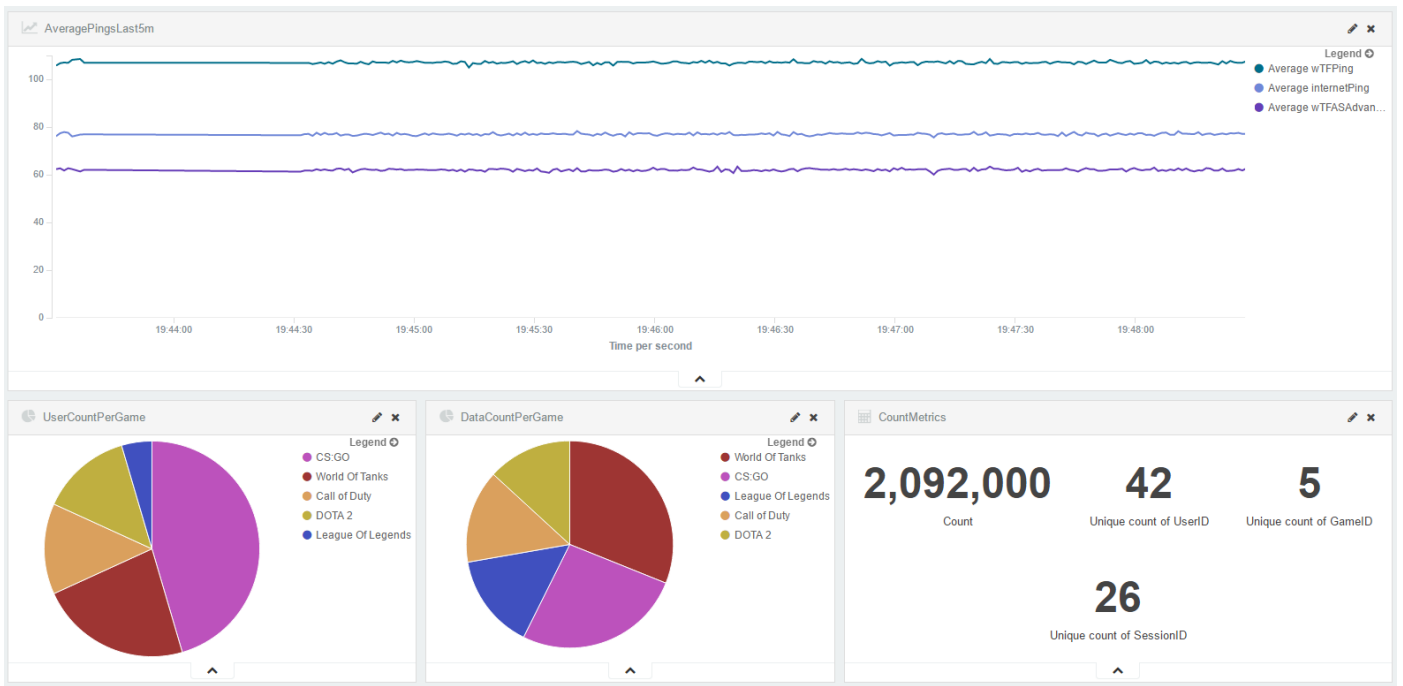 AveragePingsLast5m
Legend
Average wTFPing
Average internetPing
Average wTFASAdvan...
100
80
60
40
20
0
19:44:00 19:44:30 19:45:00 19:45:30 19:46:00 19:46:30 19:47:00 19:47:30 19:48:00
Time per second
UserCountPerGame
Legend
CS:GO
World Of Tanks
Call of Duty
DOTA 2
League Of Legends
DataCountPerGame
Legend
World Of Tanks
CS:GO
League Of Legends
Call of Duty
DOTA 2
CountMetrics
2,092,000 42 5
Count Unique count of UserID Unique count of GameID
26
Unique count of SessionID